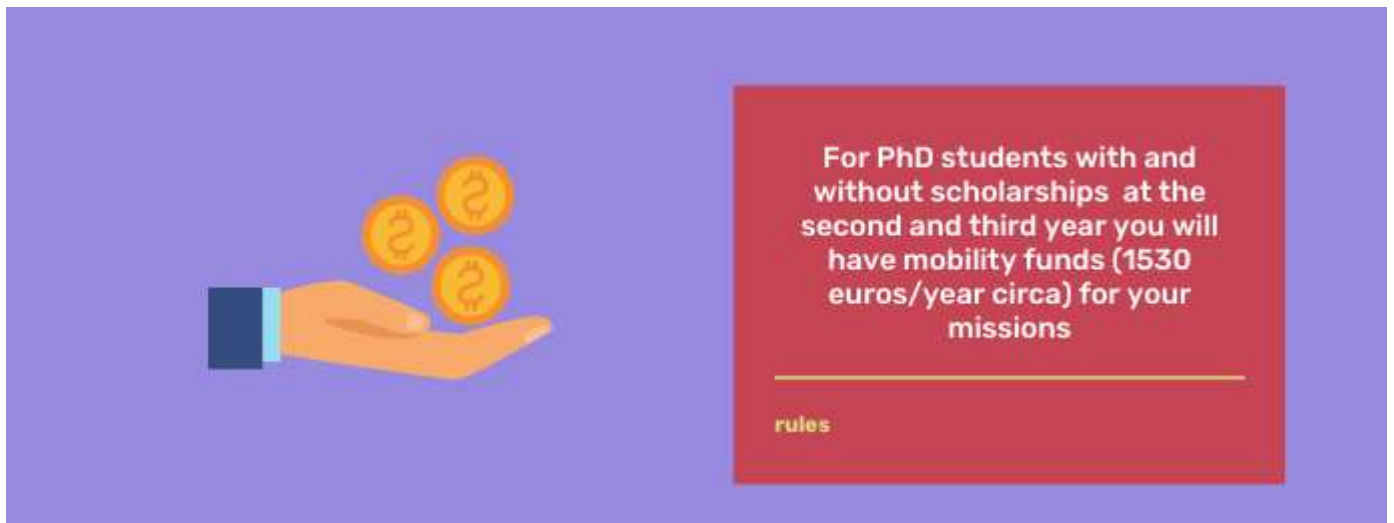 For PhD students with and
without scholarships at the
second and third year you will
have mobility funds (1530
euros/year circa) for your
missions
rules